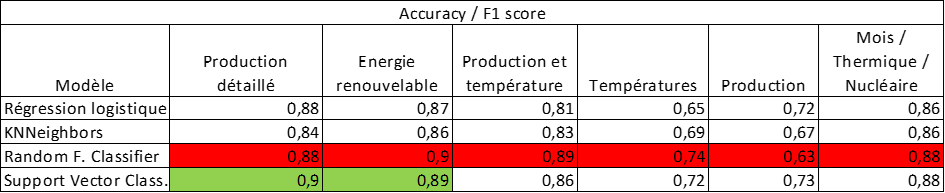 Accuracy / F1 score
Modèle Production détaillé Energie renouvelable Production et température Températures Production Mois / Thermique / Nucléaire
Régression logistique 0,88 0,87 0,81 0,65 0,72 0,86
KNNeighbors 0,84 0,86 0,83 0,69 0,67 0,86
Random F. Classifier 0,88 0,9 0,89 0,74 0,63 0,88
Support Vector Class. 0,9 0,89 0,86 0,72 0,73 0,88